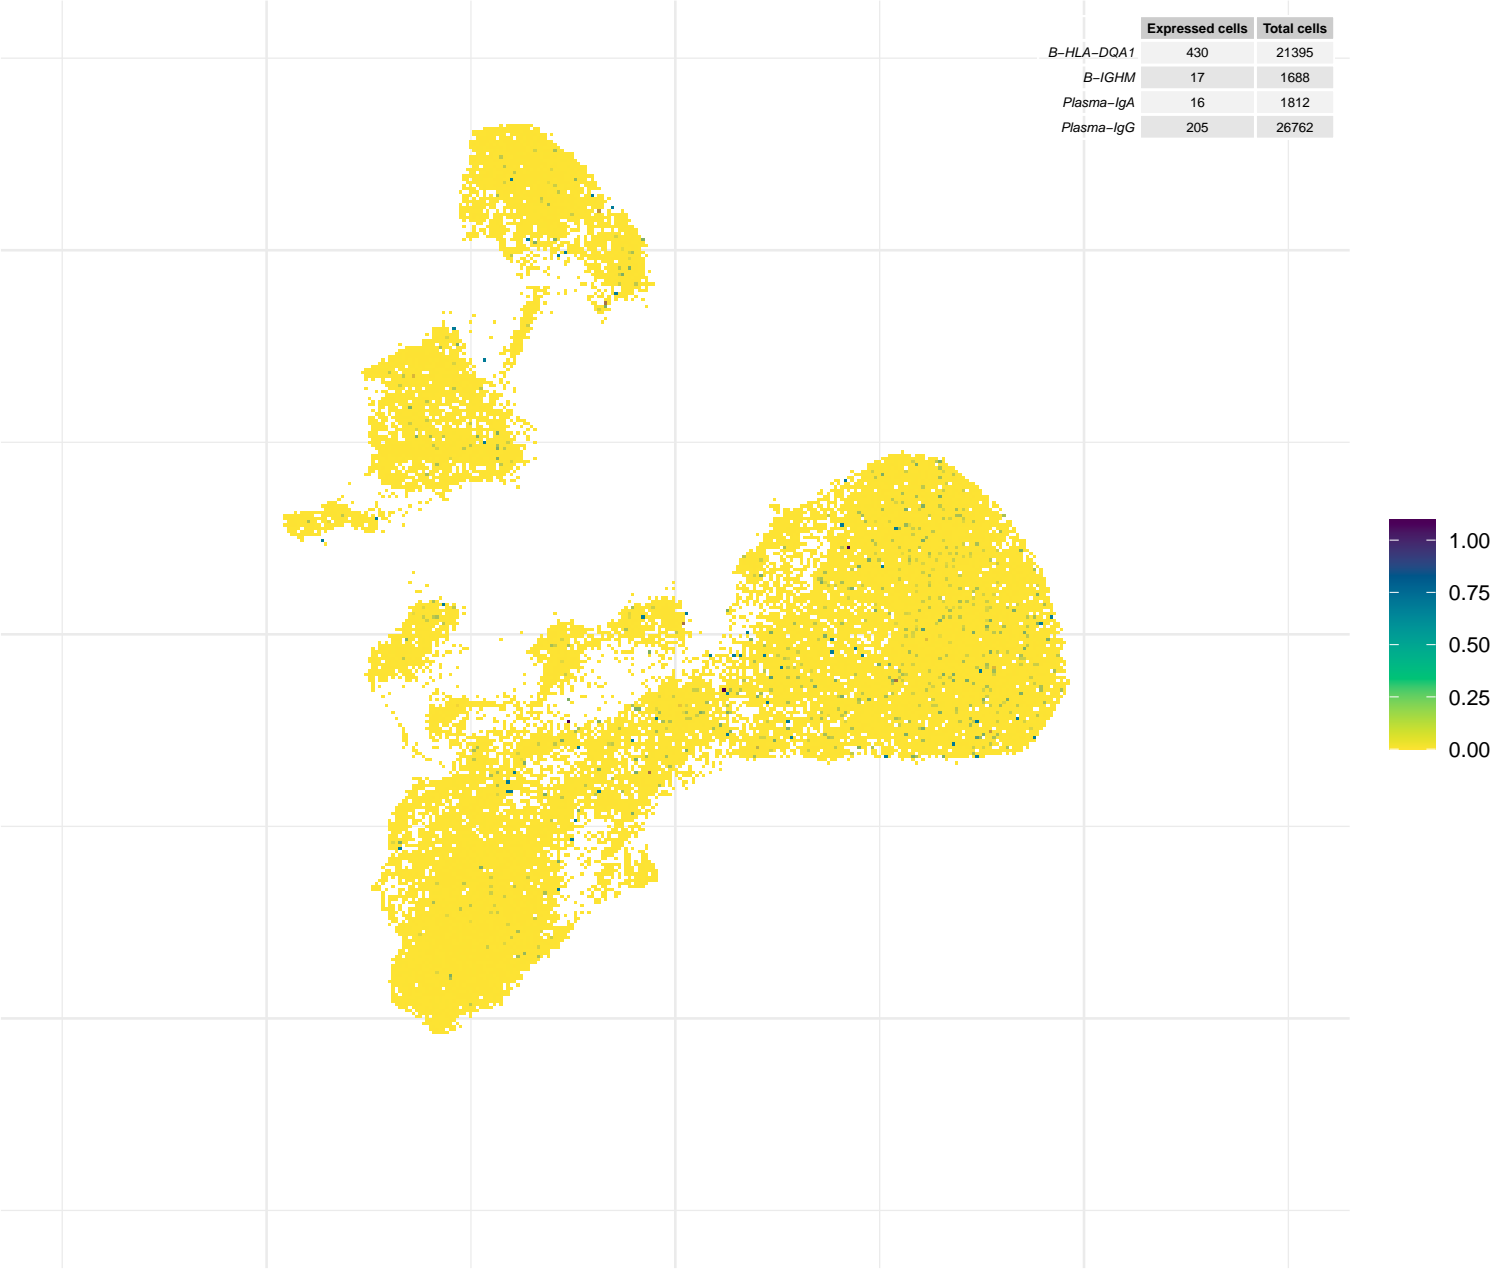 Expressed cells Total cells
B−HLA−DQA1 430 21395
B−IGHM 17 1688
Plasma−IgA 16 1812
Plasma−IgG 205 26762
1.00
0.75
0.50
0.25
0.00